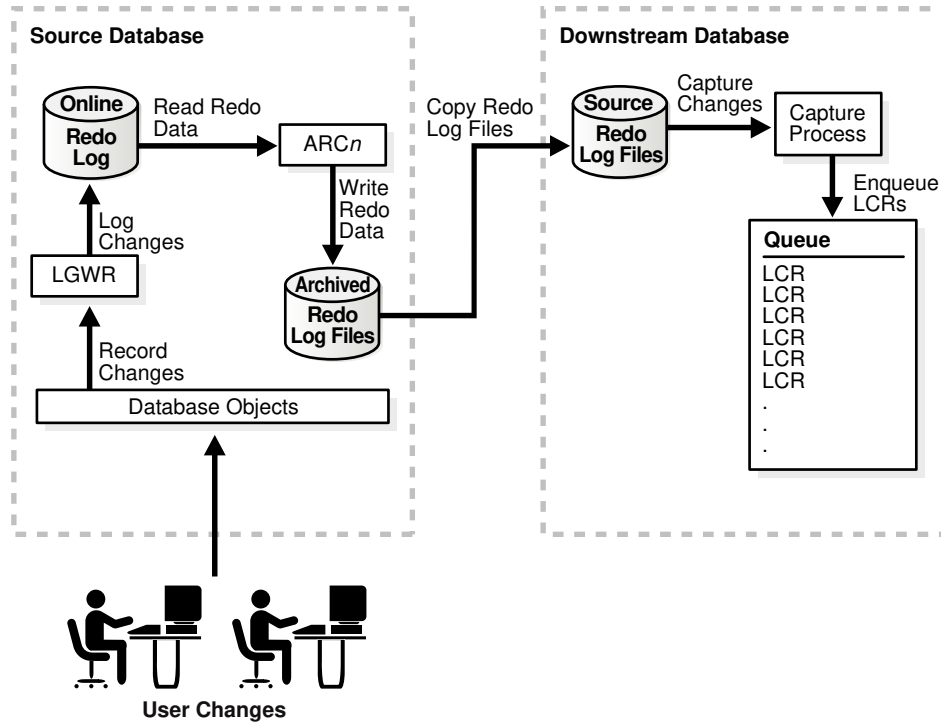 Source Database
Online
Redo
Log
Read Redo
Data
ARCn
Write
Redo
Data
Log
Changes
LGWR
Archived
Redo
Log Files
Record
Changes
Database Objects
User Changes
Copy Redo
Log Files
Downstream Database
Source
Redo
Log Files
Capture
Changes
Capture
Process
Enqueue
LCRs
Queue
LCR
LCR
LCR
LCR
LCR
LCR
.
.
.